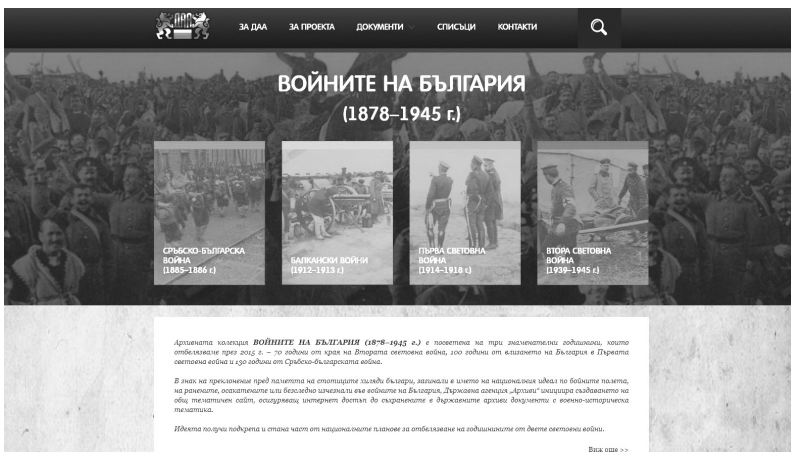 ДАА
ЗА ДАА ЗА ПРОЕКТА ДОКУМЕНТИ СПИСЪЦИ КОНТАКТИ
ВОЙНИТЕ НА БЪЛГАРИЯ
(1878–1945 г.)
СРЪБСКО-БЪЛГАРСКА
ВОЙНА
(1885–1886 г.)
БАЛКАНСКИ ВОЙНИ
(1912–1913 г.)
ПЪРВА СВЕТОВНА
ВОЙНА
(1914–1918 г.)
ВТОРА СВЕТОВНА
ВОЙНА
(1939–1945 г.)
Архивната колекция ВОЙНИТЕ НА БЪЛГАРИЯ (1878–1945 г.) е посветена на три знаменателни годишнини, които
отбелязваме през 2015 г. – 70 години от края на Втората световна война, 100 години от влизането на България в Първата
световна война и 130 години от Сръбско-българската война.
В знак на преклонение пред паметта на стотиците хиляди българи, загинали в името на националния идеал по бойните полета,
на ранените, осакатените или безследно изчезнали във войните на България, Държавна агенция „Архиви“ инициира създаването на
общ тематичен сайт, осигуряващ интернет достъп до съхранените в държавните архиви документи с военно-историческа
тематика.
Идеята получи подкрепа и стана част от националните планове за отбелязване на годишнините от двете световни войни.
Виж още >>